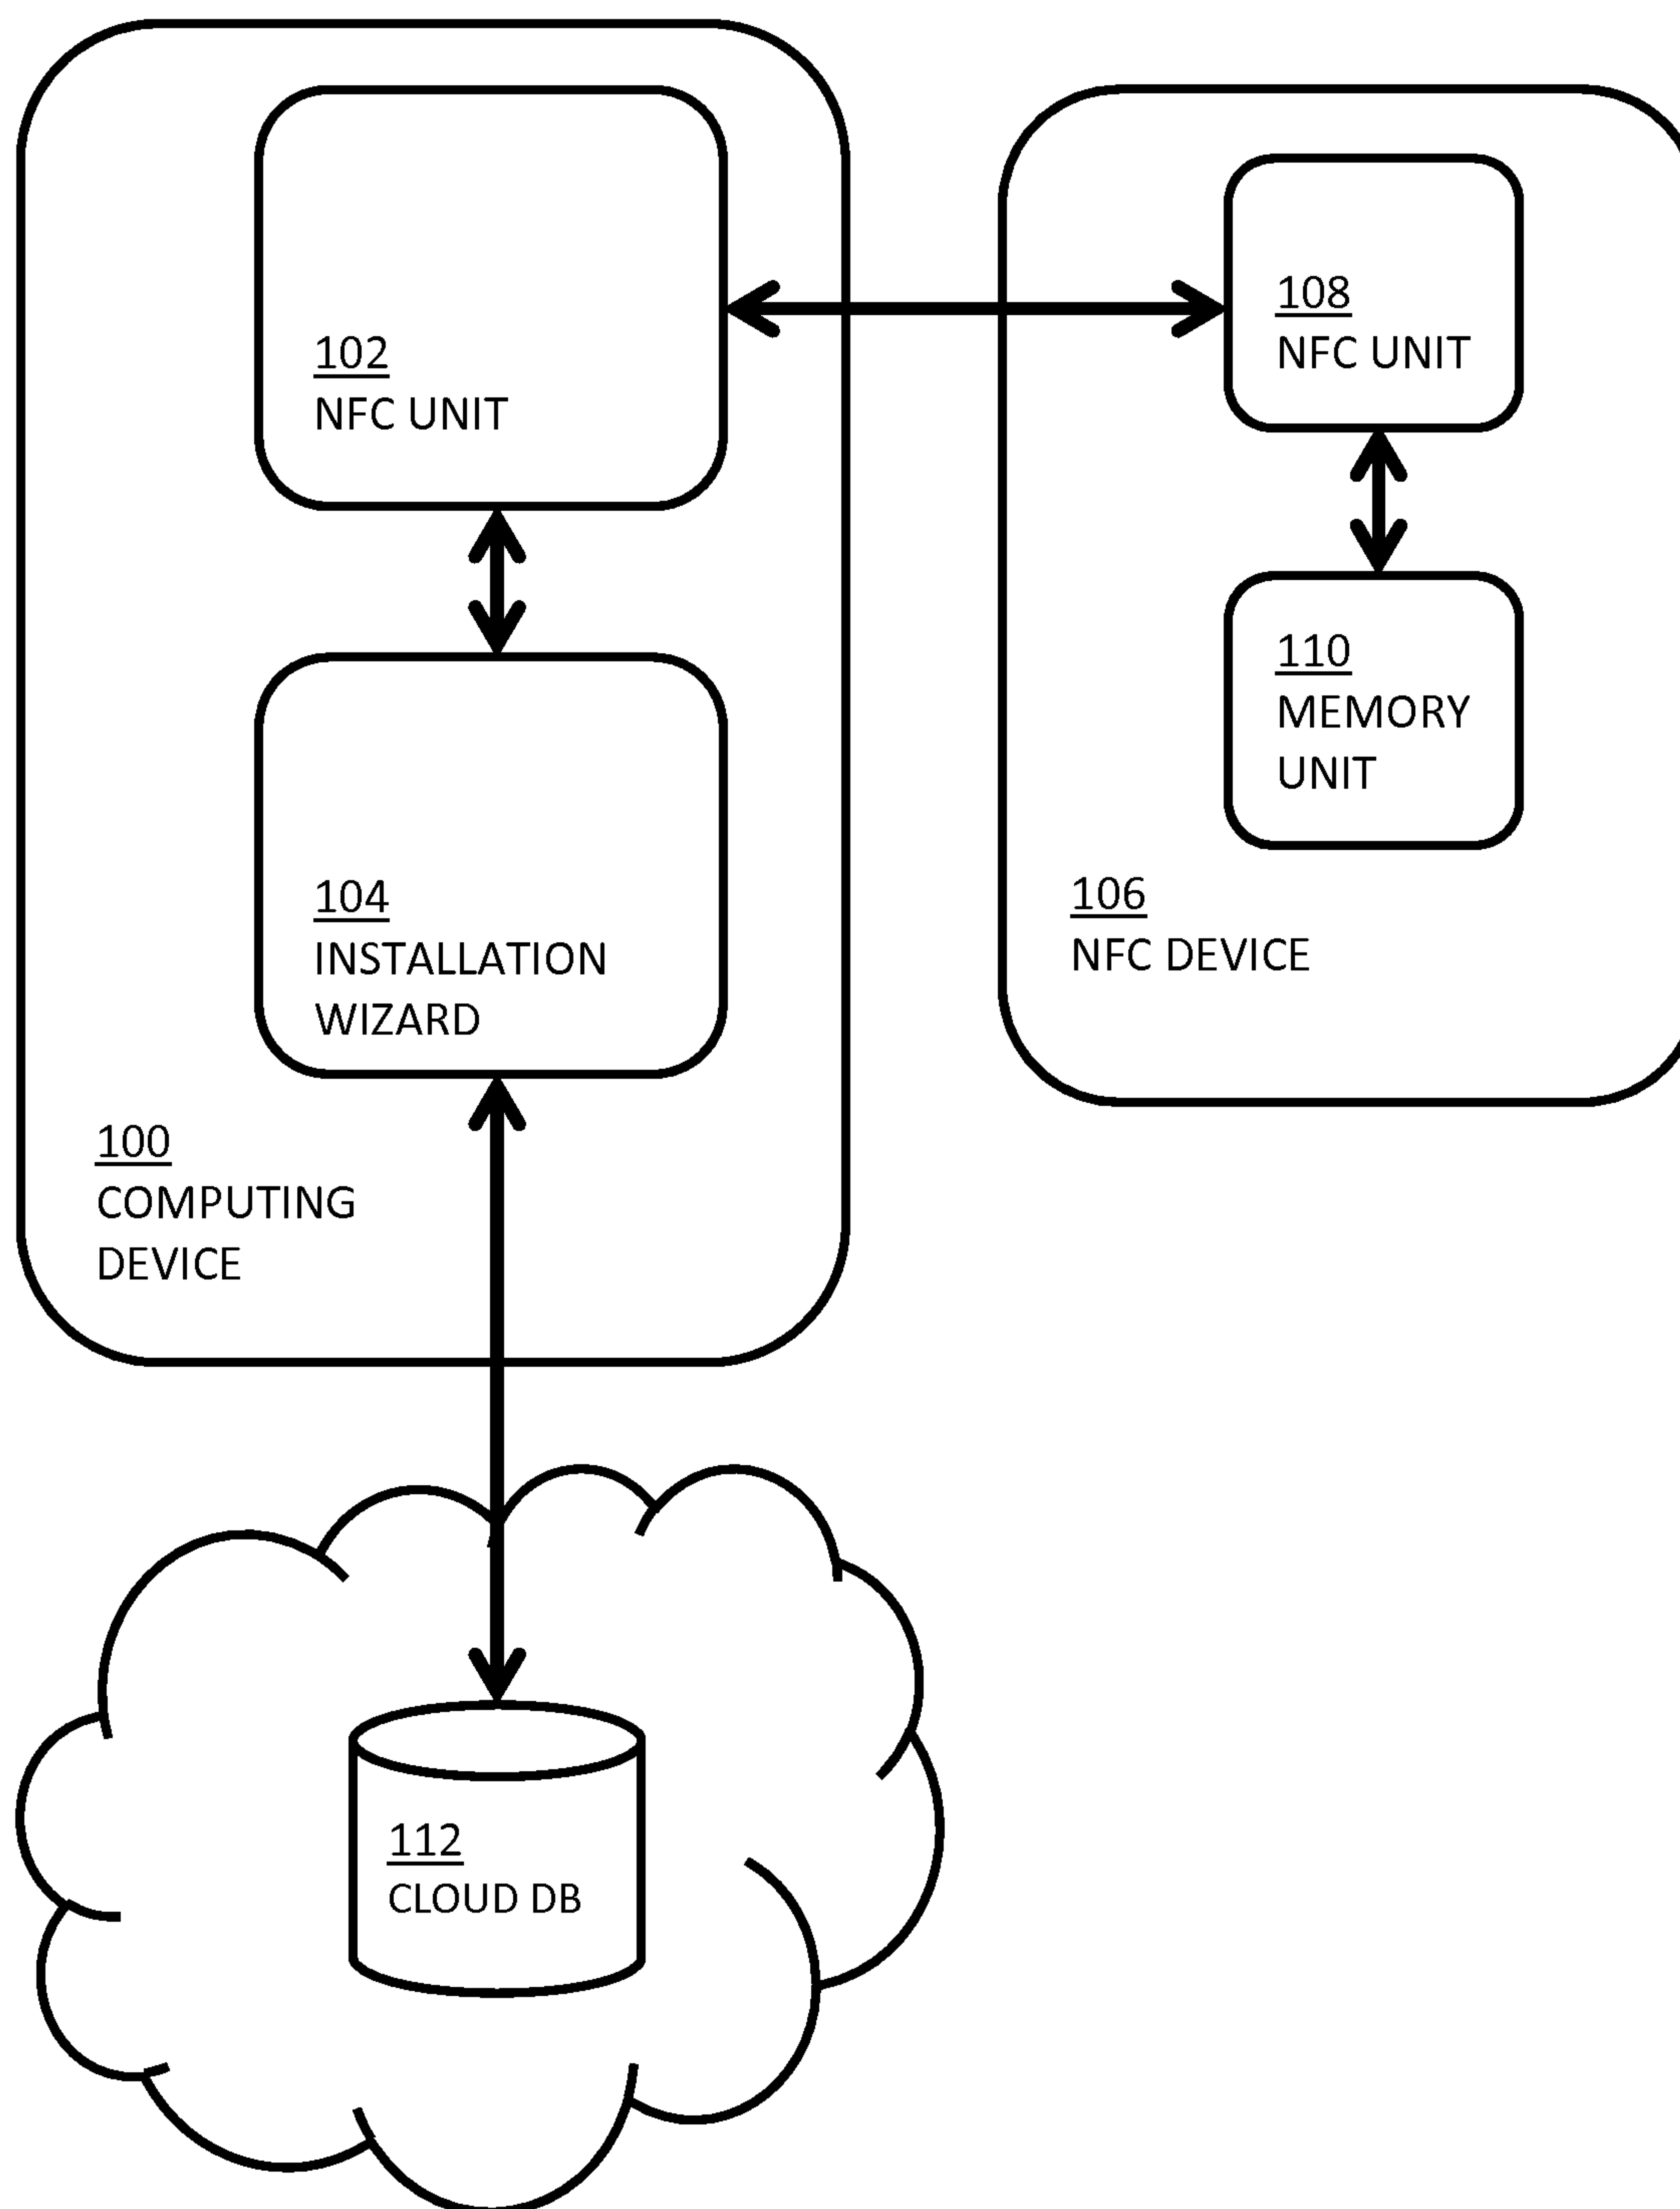 102
NFC UNIT
104
INSTALLATION
WIZARD
100
COMPUTING
DEVICE
108
NFC UNIT
110
MEMORY
UNIT
106
NFC DEVICE
112
CLOUD DB